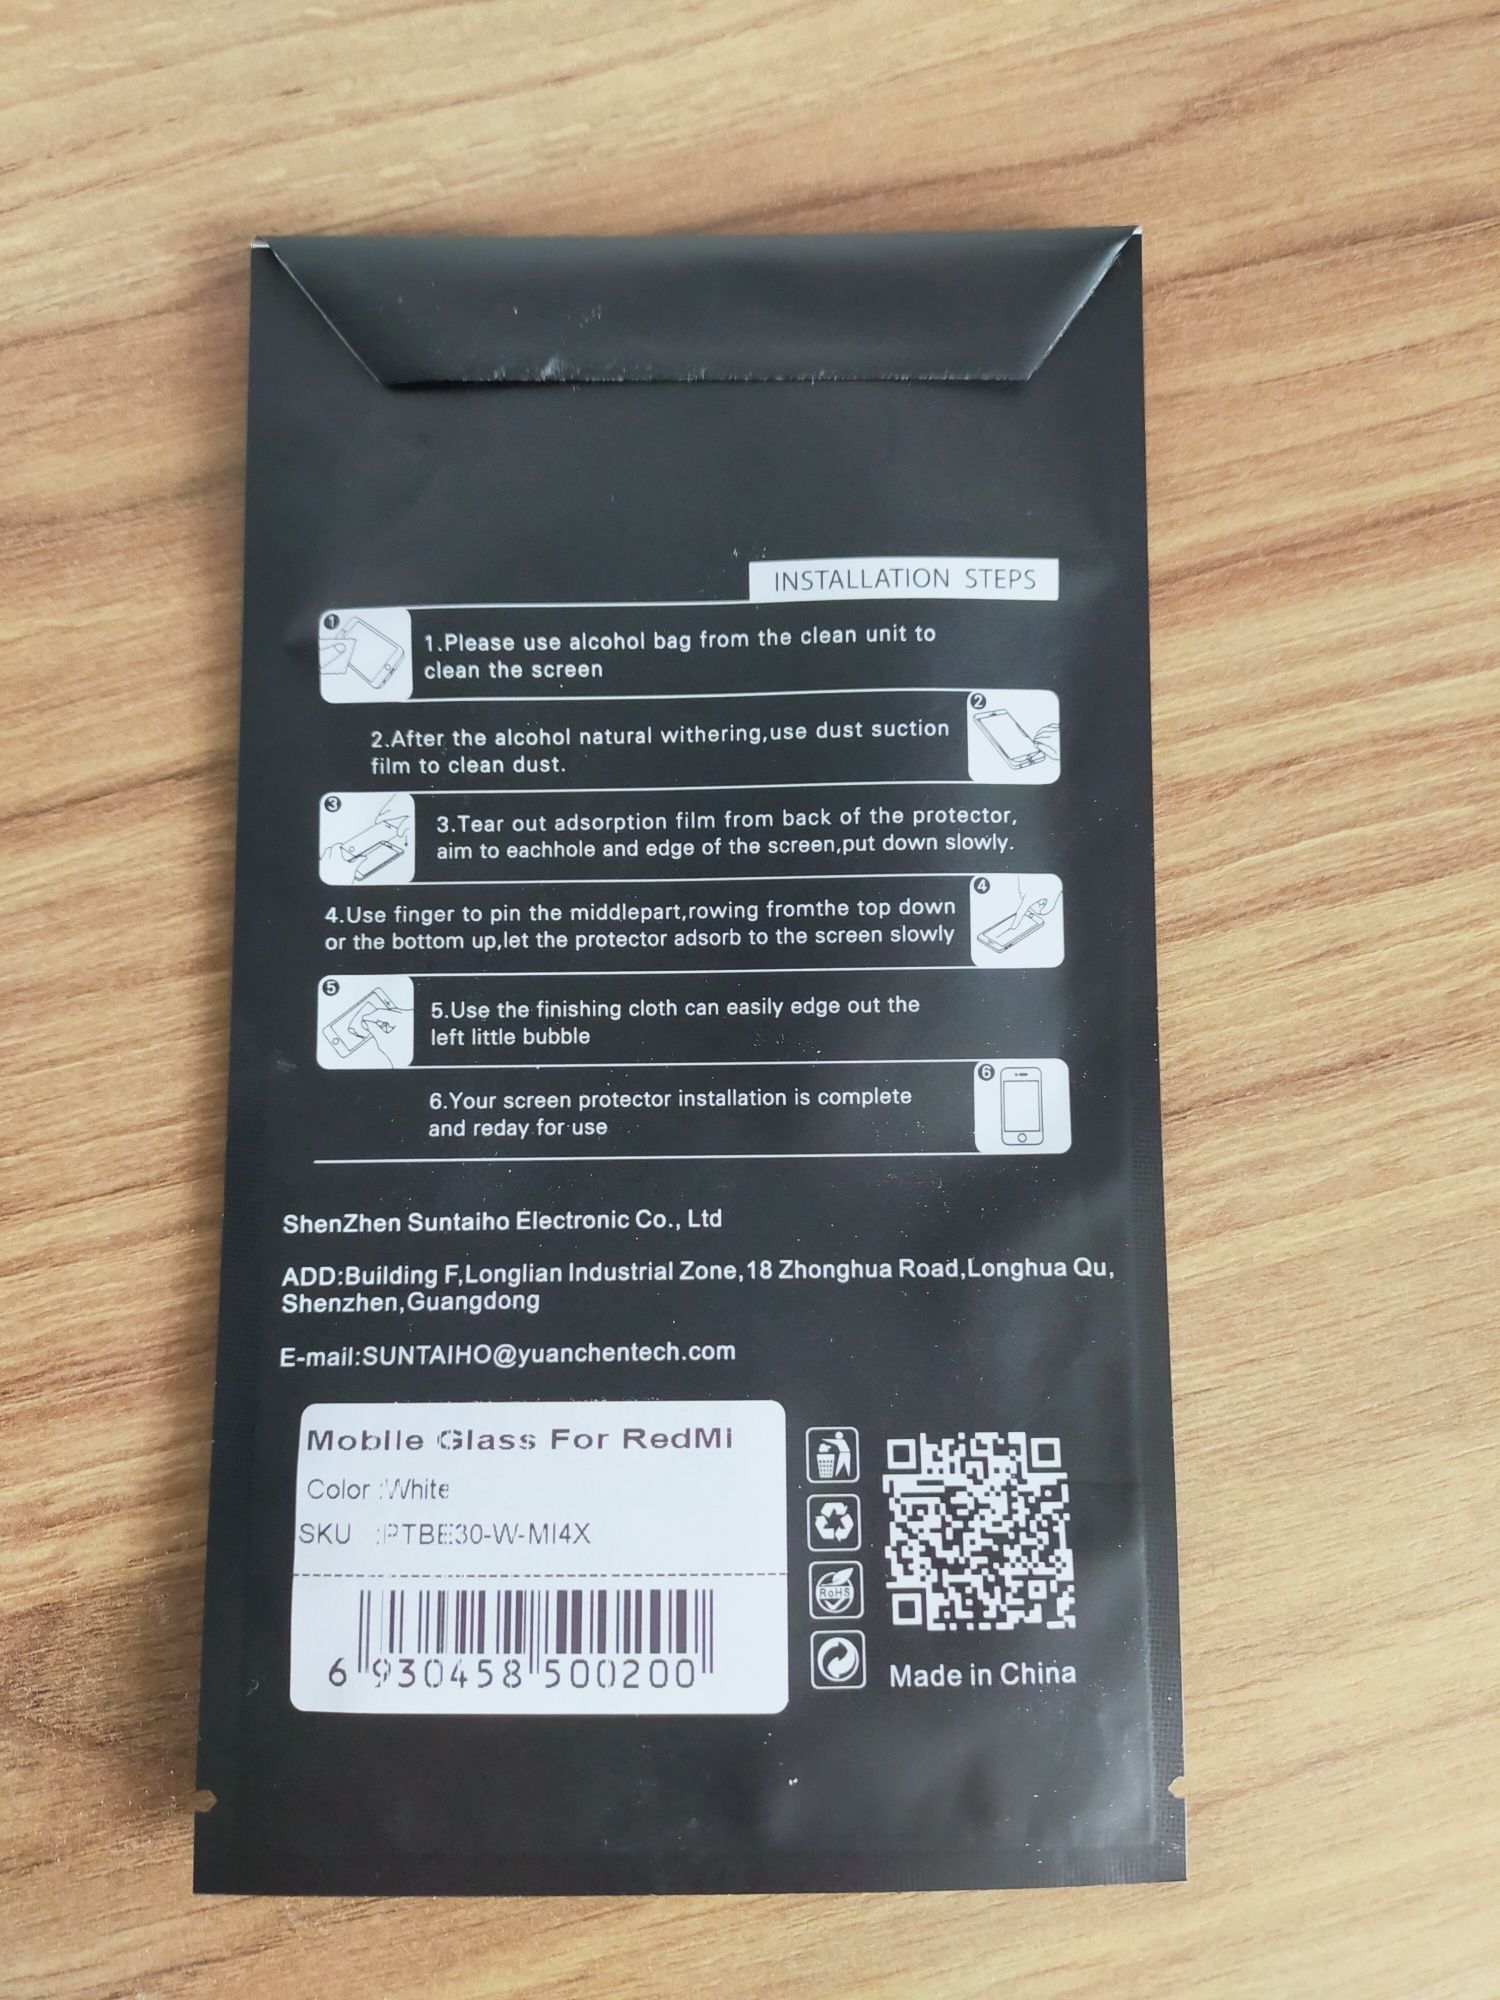 INSTALLATION STEPS
1
1.Please use alcohol bag from the clean unit to
clean the screen
2
2.After the alcohol natural withering,use dust suction
film to clean dust.
3
3.Tear out adsorption film from back of the protector,
aim to eachhole and edge of the screen,put down slowly.
4
4.Use finger to pin the middlepart,rowing fromthe top down
or the bottom up,let the protector adsorb to the screen slowly
5
5.Use the finishing cloth can easily edge out the
left little bubble
6
6.Your screen protector installation is complete
and reday for use
ShenZhen Suntaiho Electronic Co., Ltd
ADD:Building F,Longlian Industrial Zone,18 Zhonghua Road,Longhua Qu,
Shenzhen,Guangdong
E-mail:SUNTAIHO@yuanchentech.com
Mobile Glass For RedMi
Color :White
SKU :PTBE30-W-MI4X
6 930458 500200
RoHS
Made in China